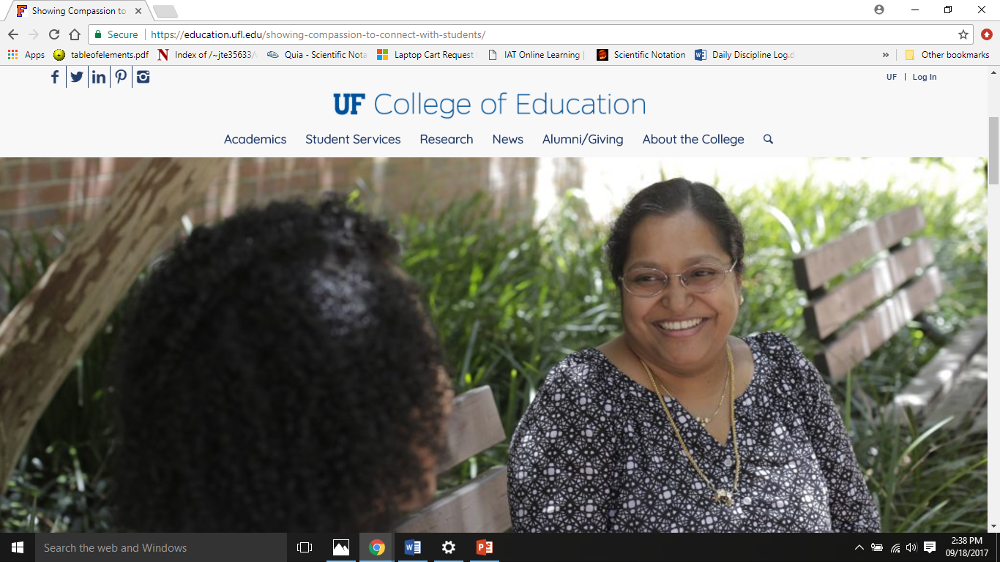 Showing Compassion to
Secure https://education.ufl.edu/showing-compassion-to-connect-with-students/
Apps tableofelements.pdf Index of /~jte35633/ Quia - Scientific Nota Laptop Cart Request IAT Online Learning | Scientific Notation Daily Discipline Log.d » Other bookmarks
UF | Log In
UF College of Education
Academics Student Services Research News Alumni/Giving About the College
Search the web and Windows
2:38 PM
09/18/2017